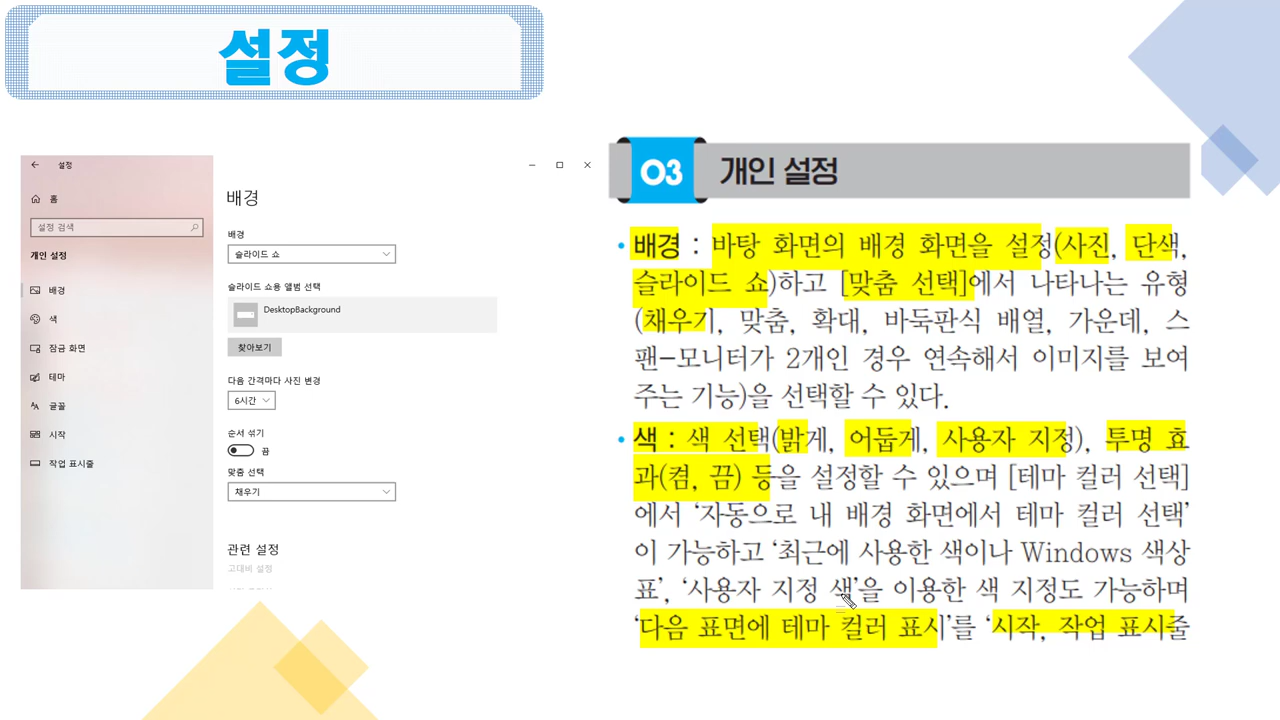 설정
설정
홈
설정 검색
개인 설정
배경
색
잠금 화면
테마
글꼴
시작
작업 표시줄
배경
배경
슬라이드 쇼
슬라이드 쇼용 앨범 선택
DesktopBackground
찾아보기
다음 간격마다 사진 변경
6시간
순서 섞기
끔
맞춤 선택
채우기
관련 설정
고대비 설정
03 개인 설정
• 배경 : 바탕 화면의 배경 화면을 설정(사진, 단색,
슬라이드 쇼)하고 [맞춤 선택]에서 나타나는 유형
(채우기, 맞춤, 확대, 바둑판식 배열, 가운데, 스
팬-모니터가 2개인 경우 연속해서 이미지를 보여
주는 기능)을 선택할 수 있다.
• 색 : 색 선택(밝게, 어둡게, 사용자 지정), 투명 효
과(켬, 끔) 등을 설정할 수 있으며 [테마 컬러 선택]
에서 ‘자동으로 내 배경 화면에서 테마 컬러 선택’
이 가능하고 ‘최근에 사용한 색이나 Windows 색상
표’, ‘사용자 지정 색’을 이용한 색 지정도 가능하며
‘다음 표면에 테마 컬러 표시’를 ‘시작, 작업 표시줄